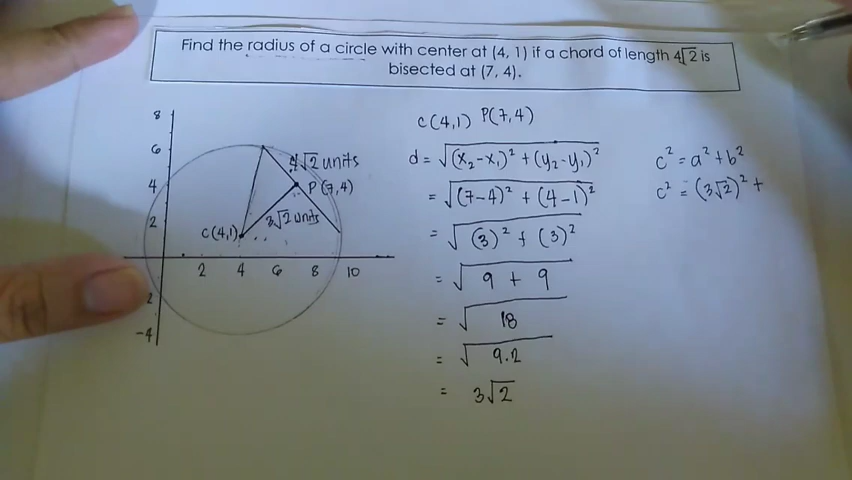 Find the radius of a circle with center at (4, 1) if a chord of length 4√2 is
bisected at (7, 4).
C(4,1) P(7,4)
d = √(x₂-x₁)² + (y₂-y₁)²
= √(7-4)² + (4-1)²
= √(3)² + (3)²
= √9 + 9
= √18
= √9.2
= 3√2
c² = a² + b²
c² = (3√2)² +
8
6
4
2
2
-4
2 4 6 8 10
4√2 units
P(7,4)
3√2 units
C(4,1)